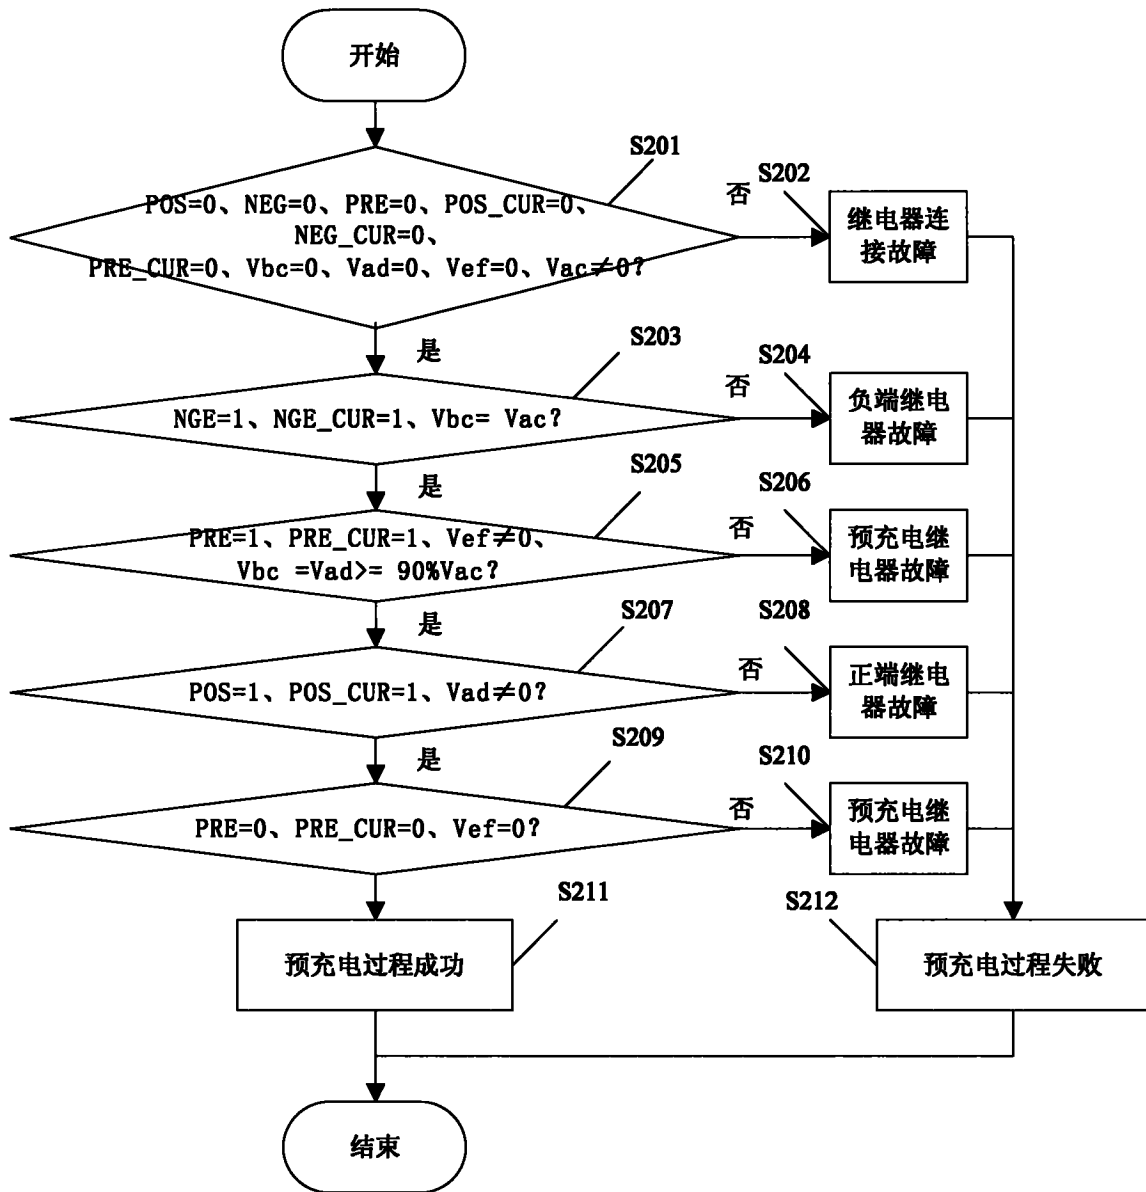 开始
S201
POS=0、NEG=0、PRE=0、POS_CUR=0、
NEG_CUR=0、
PRE_CUR=0、Vbc=0、Vad=0、Vef=0、Vac≠0?
否
S202
继电器连
接故障
是
S203
NGE=1、NGE_CUR=1、Vbc= Vac?
否
S204
负端继电
器故障
是
S205
PRE=1、PRE_CUR=1、Vef≠0、
Vbc =Vad>= 90%Vac?
否
S206
预充电继
电器故障
是
S207
POS=1、POS_CUR=1、Vad≠0?
否
S208
正端继电
器故障
是
S209
PRE=0、PRE_CUR=0、Vef=0?
否
S210
预充电继
电器故障
S211
预充电过程成功
S212
预充电过程失败
结束